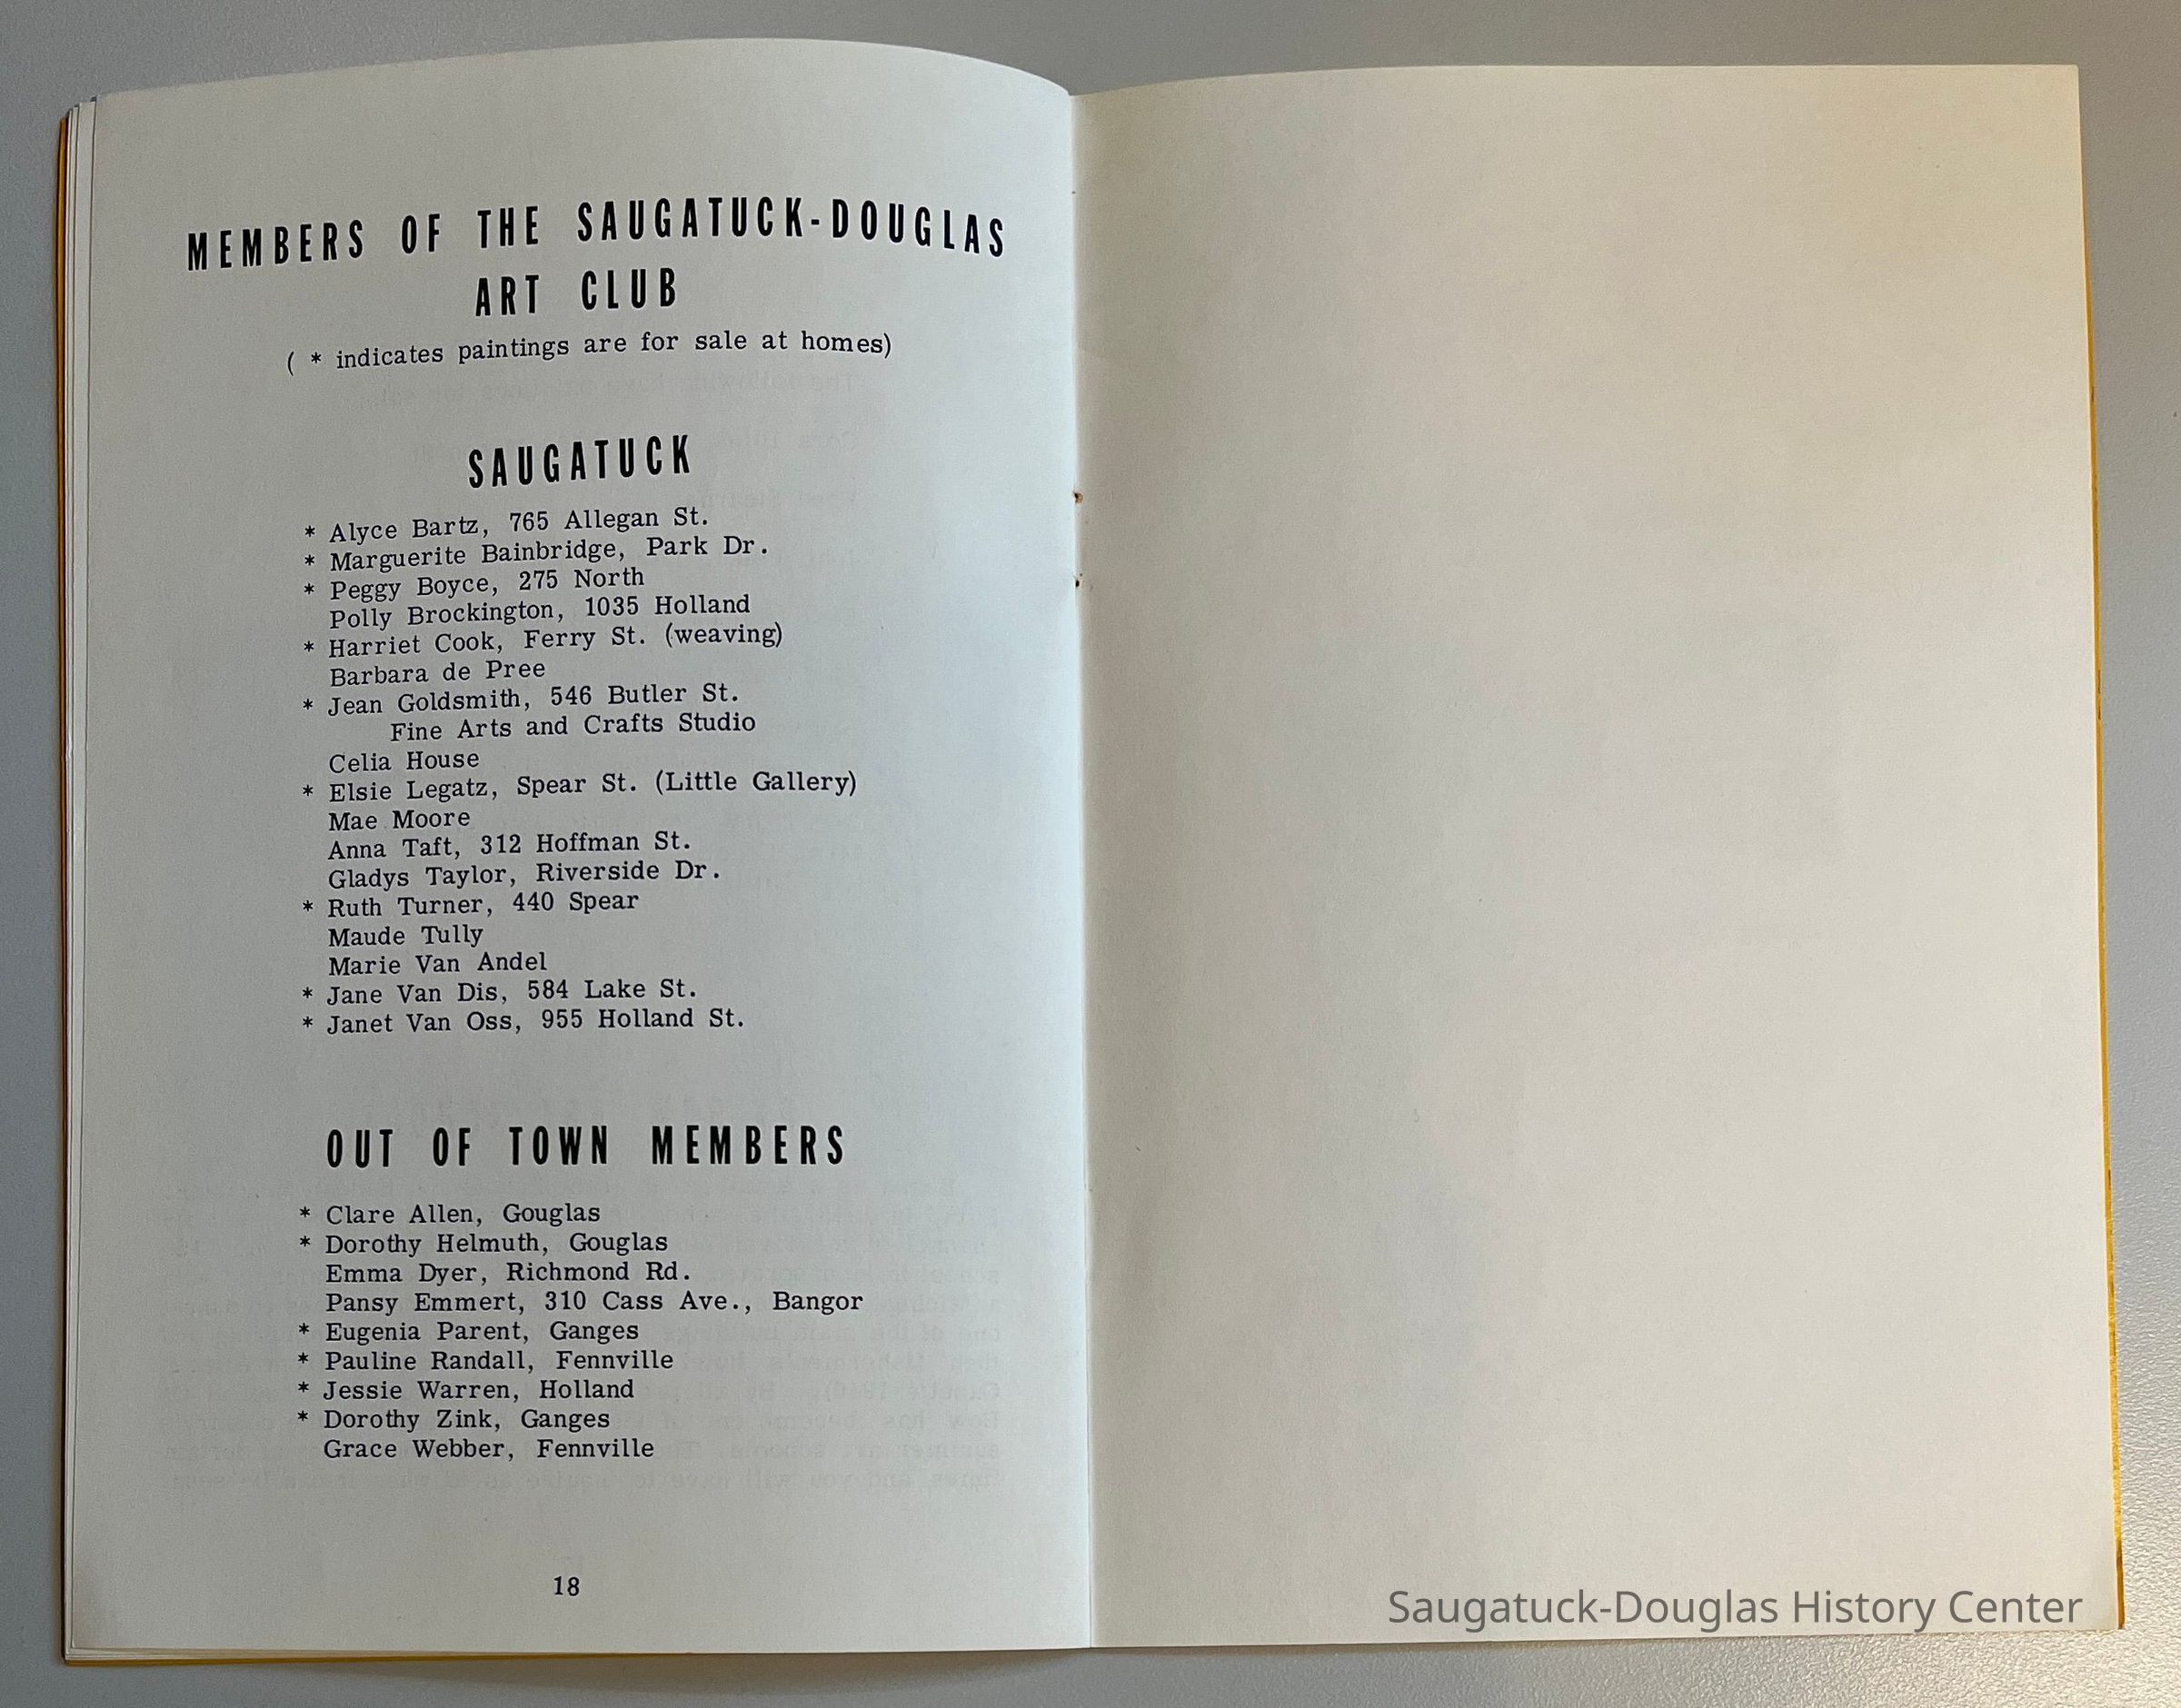 MEMBERS OF THE SAUGATUCK-DOUGLAS
ART CLUB
( * indicates paintings are for sale at homes)
SAUGATUCK
* Alyce Bartz, 765 Allegan St.
* Marguerite Bainbridge, Park Dr.
* Peggy Boyce, 275 North
Polly Brockington, 1035 Holland
* Harriet Cook, Ferry St. (weaving)
Barbara de Pree
* Jean Goldsmith, 546 Butler St.
Fine Arts and Crafts Studio
Celia House
* Elsie Legatz, Spear St. (Little Gallery)
Mae Moore
Anna Taft, 312 Hoffman St.
Gladys Taylor, Riverside Dr.
* Ruth Turner, 440 Spear
Maude Tully
Marie Van Andel
* Jane Van Dis, 584 Lake St.
* Janet Van Oss, 955 Holland St.
OUT OF TOWN MEMBERS
* Clare Allen, Gouglas
* Dorothy Helmuth, Gouglas
Emma Dyer, Richmond Rd.
Pansy Emmert, 310 Cass Ave., Bangor
* Eugenia Parent, Ganges
* Pauline Randall, Fennville
* Jessie Warren, Holland
* Dorothy Zink, Ganges
Grace Webber, Fennville
18
Saugatuck-Douglas History Center